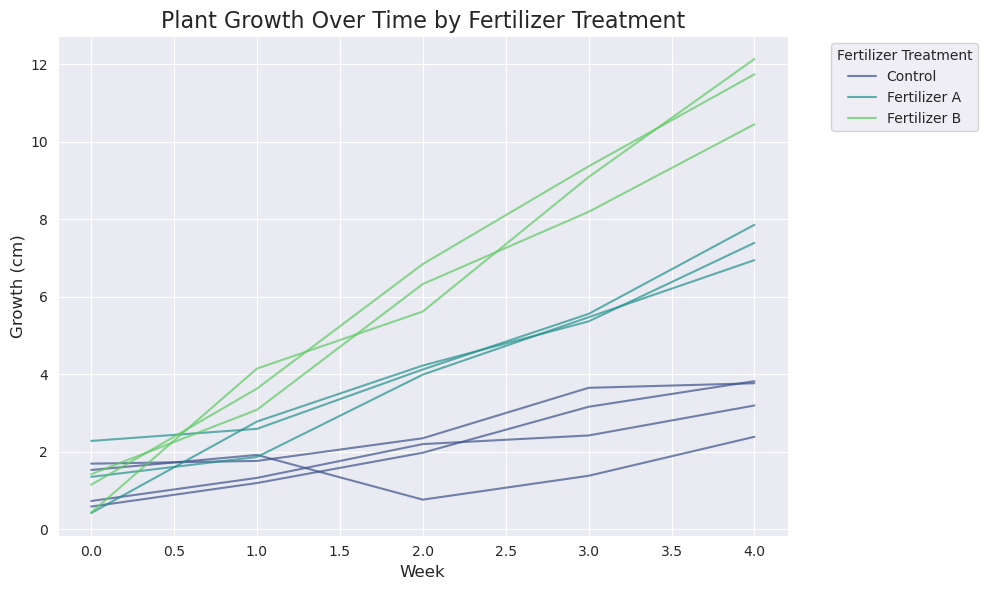 Plant Growth Over Time by Fertilizer Treatment
Fertilizer Treatment
Control
Fertilizer A
Fertilizer B
Growth (cm)
12
10
8
6
4
2
0
0.0 0.5 1.0 1.5 2.0 2.5 3.0 3.5 4.0
Week